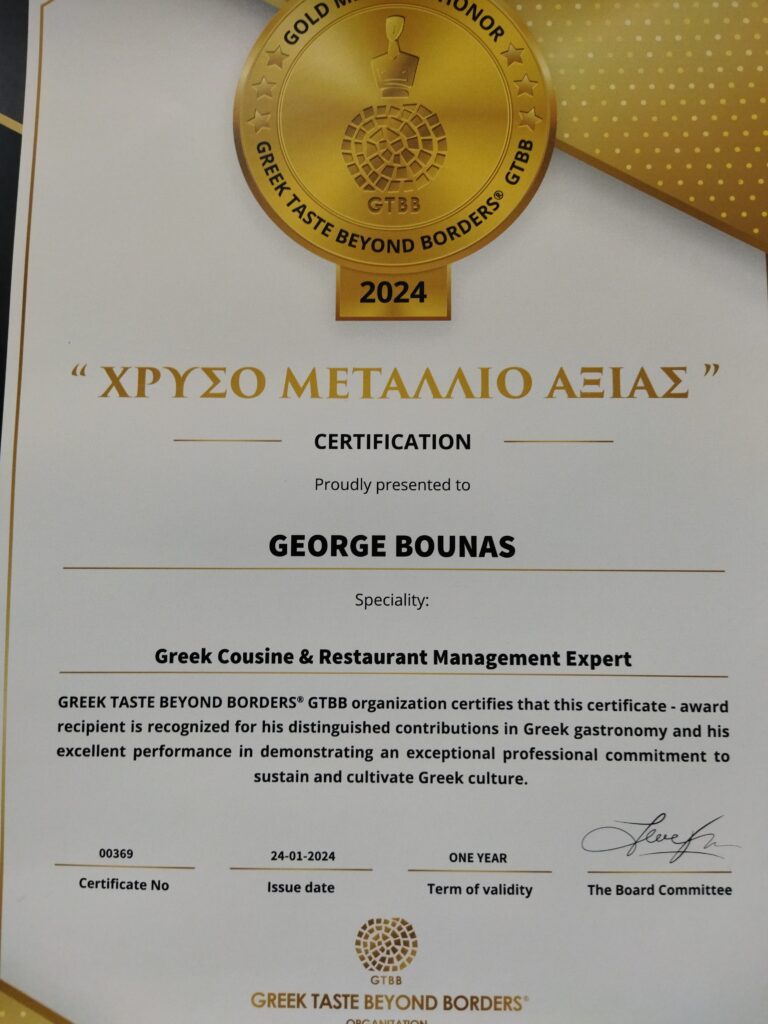 GOLD M HONOR
GTBB
GREEK TASTE BEYOND BORDERS® GTBB
2024
“ ΧΡΥΣΟ ΜΕΤΑΛΛΙΟ ΑΞΙΑΣ ”
CERTIFICATION
Proudly presented to
GEORGE BOUNAS
Speciality:
Greek Cousine & Restaurant Management Expert
GREEK TASTE BEYOND BORDERS® GTBB organization certifies that this certificate - award
recipient is recognized for his distinguished contributions in Greek gastronomy and his
excellent performance in demonstrating an exceptional professional commitment to
sustain and cultivate Greek culture.
00369 24-01-2024 ONE YEAR
Certificate No Issue date Term of validity The Board Committee
GTBB
GREEK TASTE BEYOND BORDERS®
ORGANITATION